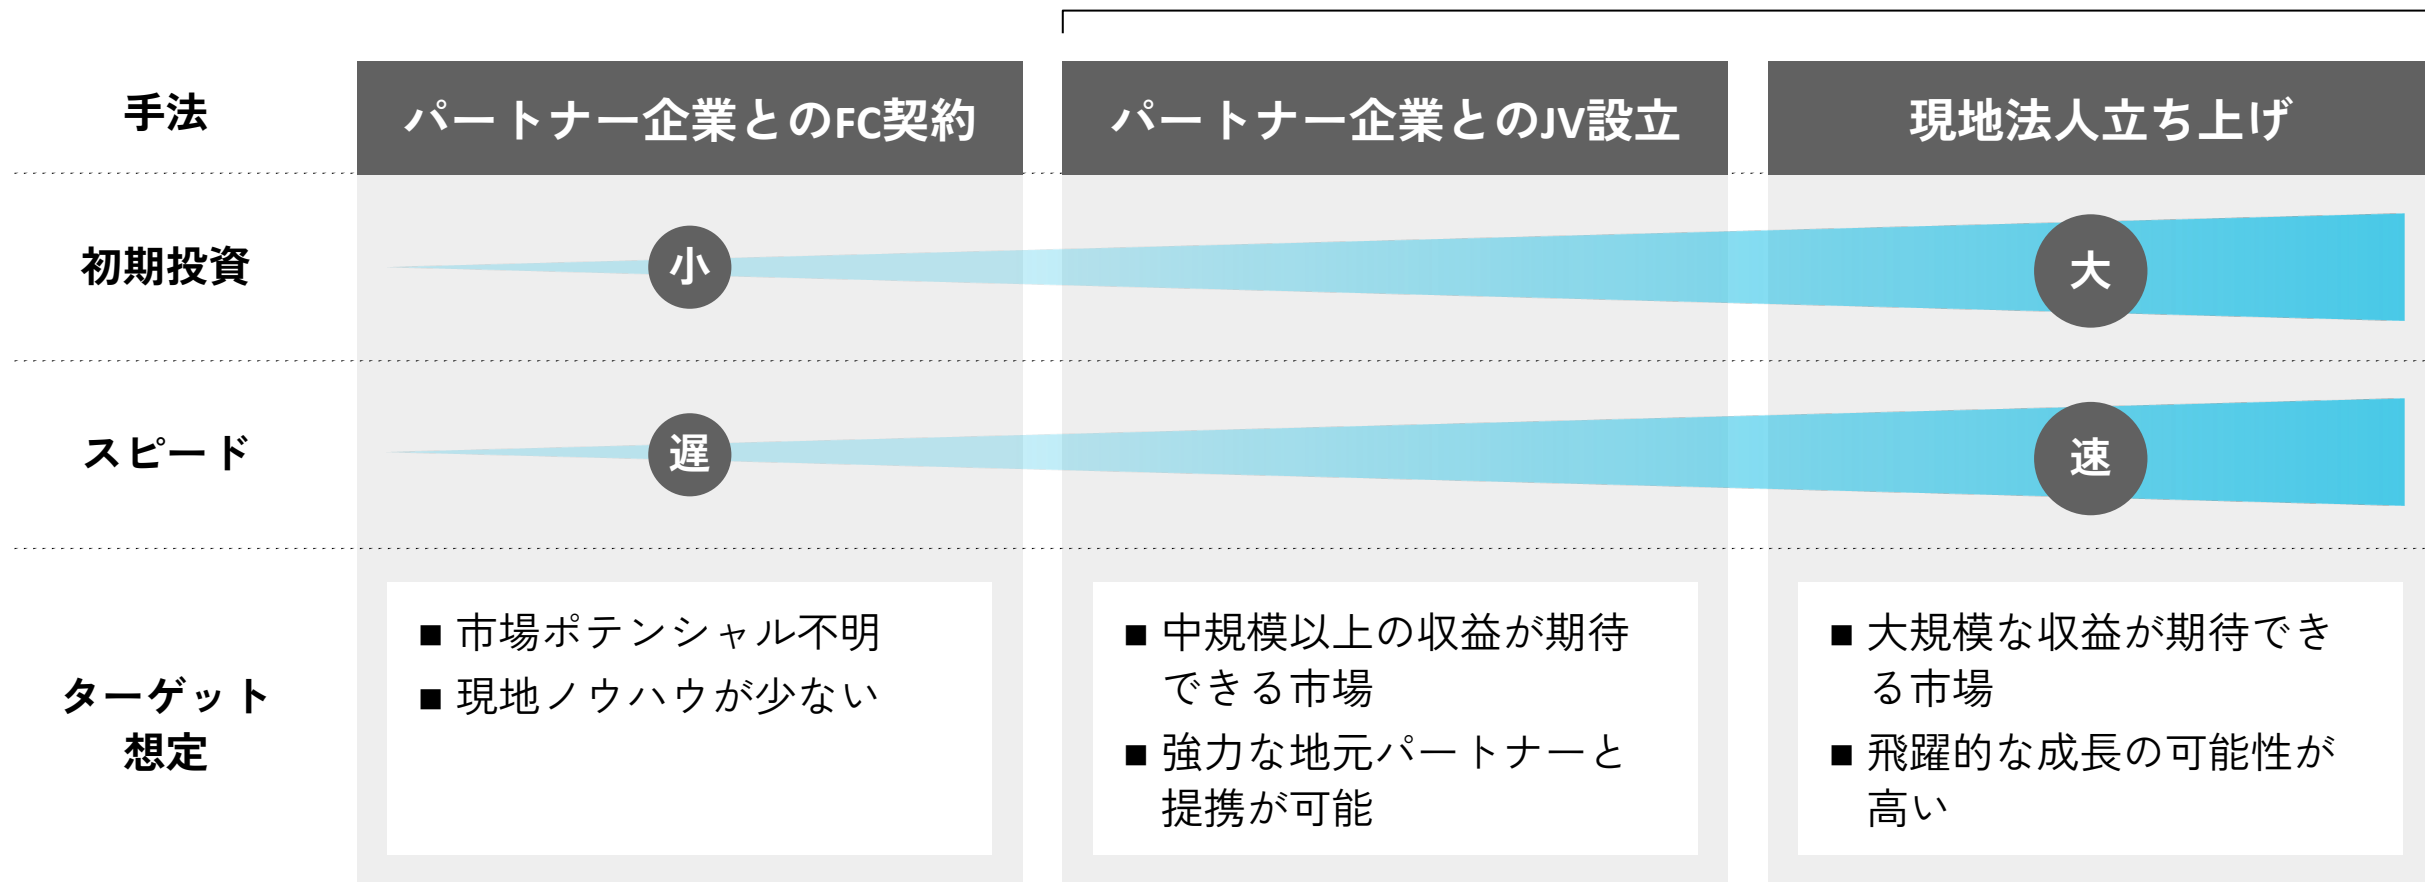 手法
パートナー企業とのFC契約
パートナー企業とのJV設立
現地法人立ち上げ
初期投資
小
大
スピード
遅
速
ターゲット
想定
■ 市場ポテンシャル不明
■ 現地ノウハウが少ない
■ 中規模以上の収益が期待
できる市場
■ 強力な地元パートナーと
提携が可能
■ 大規模な収益が期待でき
る市場
■ 飛躍的な成長の可能性が
高い